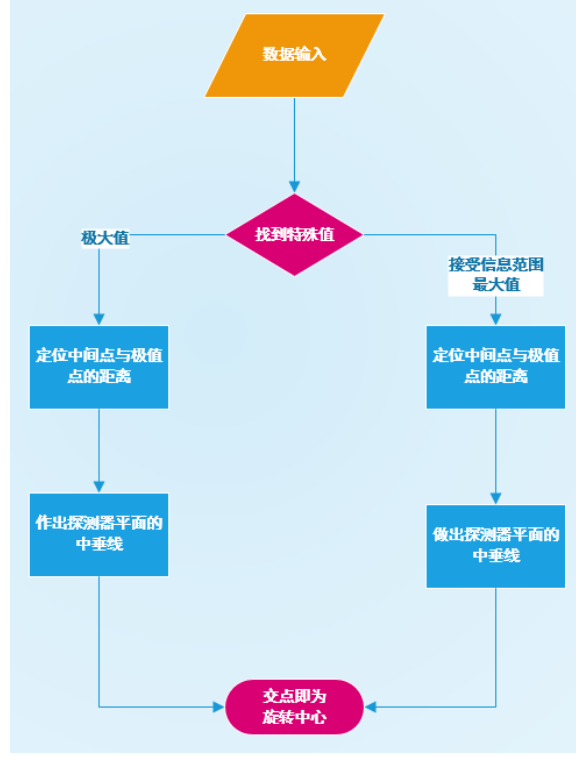 数据输入
找到特殊值
极大值
接受信息范围
最大值
定位中间点与极值
点的距离
定位中间点与极值
点的距离
作出探测器平面的
中垂线
做出探测器平面的
中垂线
交点即为
旋转中心